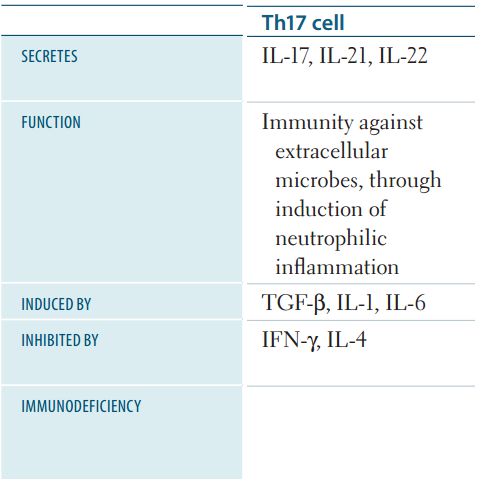 Th17 cell
SECRETES IL-17, IL-21, IL-22
FUNCTION Immunity against
extracellular
microbes, through
induction of
neutrophilic
inflammation
INDUCED BY TGF-β, IL-1, IL-6
INHIBITED BY IFN-γ, IL-4
IMMUNODEFICIENCY